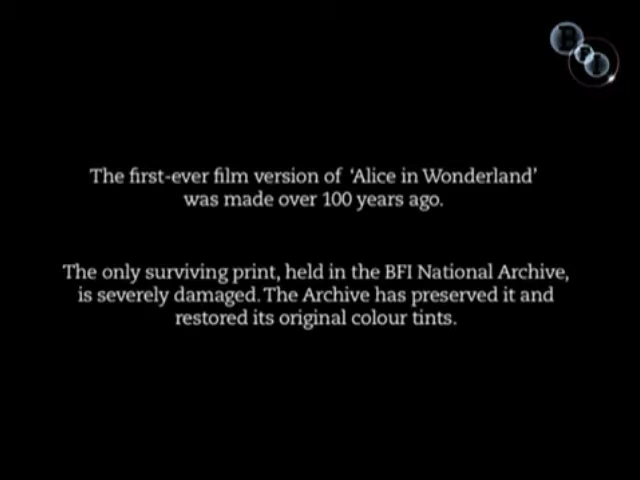 BFI
The first-ever film version of ‘Alice in Wonderland’
was made over 100 years ago.
The only surviving print, held in the BFI National Archive,
is severely damaged. The Archive has preserved it and
restored its original colour tints.